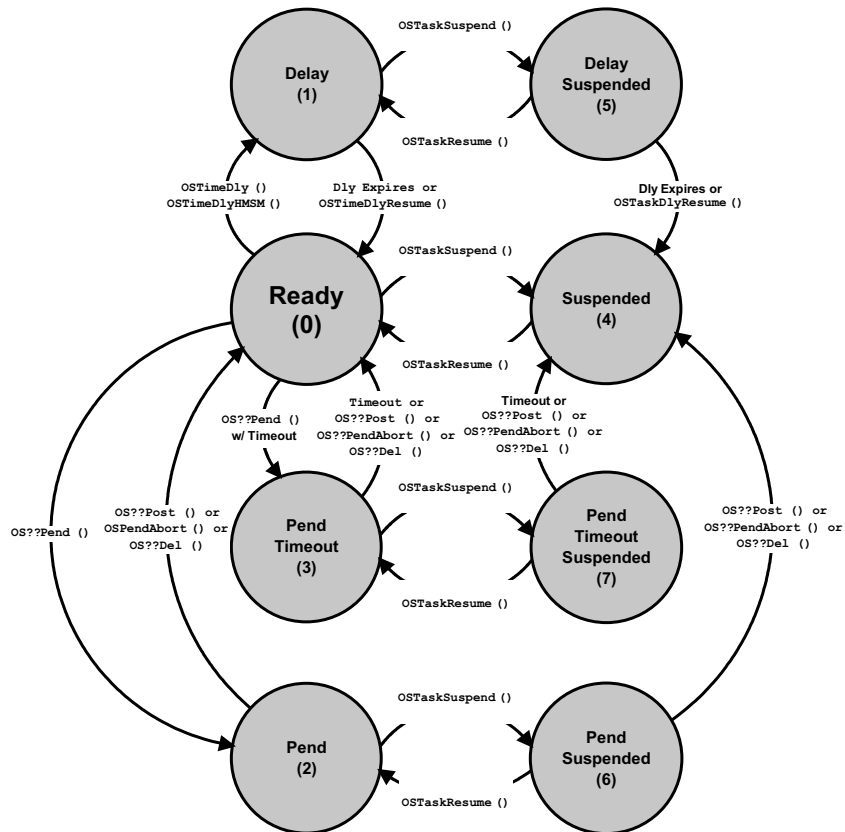 OSTaskSuspend ()
Delay
(1)
Delay
Suspended
(5)
OSTaskResume ()
OSTimeDly ()
OSTimeDlyHMSM ()
Dly Expires or
OSTimeDlyResume ()
Dly Expires or
OSTaskDlyResume ()
OSTaskSuspend ()
Ready
(0)
Suspended
(4)
OSTaskResume ()
OS??Pend ()
w/ Timeout
Timeout or
OS??Post () or
OS??PendAbort () or
OS??Del ()
Timeout or
OS??Post () or
OS??PendAbort () or
OS??Del ()
OSTaskSuspend ()
OS??Pend ()
OS??Post () or
OSPendAbort () or
OS??Del ()
Pend
Timeout
(3)
Pend
Timeout
Suspended
(7)
OS??Post () or
OS??PendAbort () or
OS??Del ()
OSTaskResume ()
OSTaskSuspend ()
Pend
(2)
Pend
Suspended
(6)
OSTaskResume ()